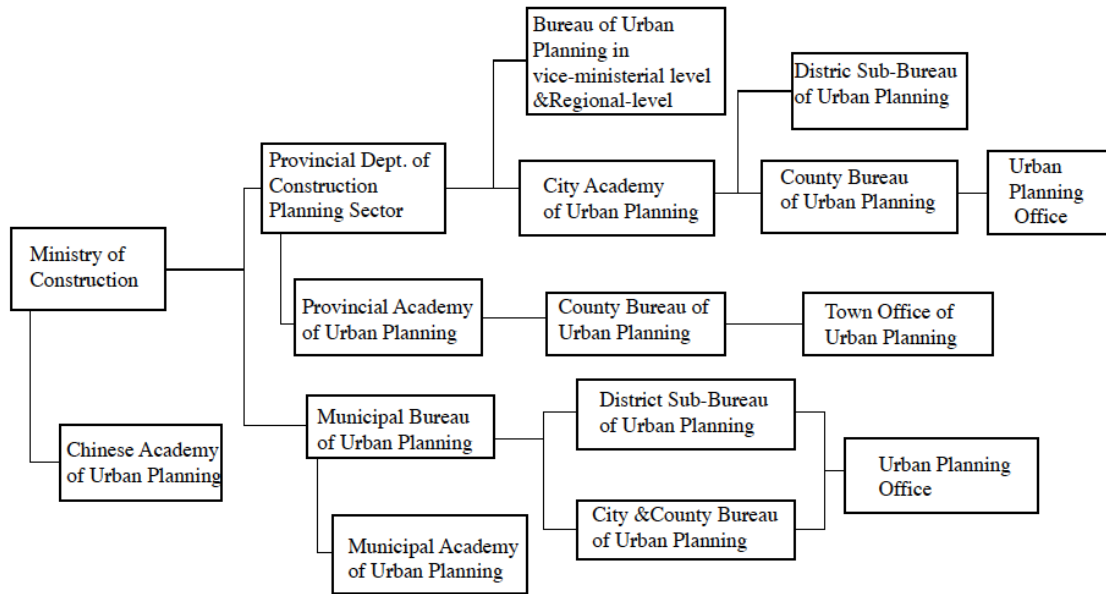 Bureau of Urban
Planning in
vice-ministerial level
&Regional-level
Distric Sub-Bureau
of Urban Planning
Provincial Dept. of
Construction
Planning Sector
City Academy
of Urban Planning
County Bureau
of Urban Planning
Urban
Planning
Office
Ministry of
Construction
Provincial Academy
of Urban Planning
County Bureau of
Urban Planning
Town Office of
Urban Planning
Municipal Bureau
of Urban Planning
District Sub-Bureau
of Urban Planning
Chinese Academy
of Urban Planning
Urban Planning
Office
City &County Bureau
of Urban Planning
Municipal Academy
of Urban Planning